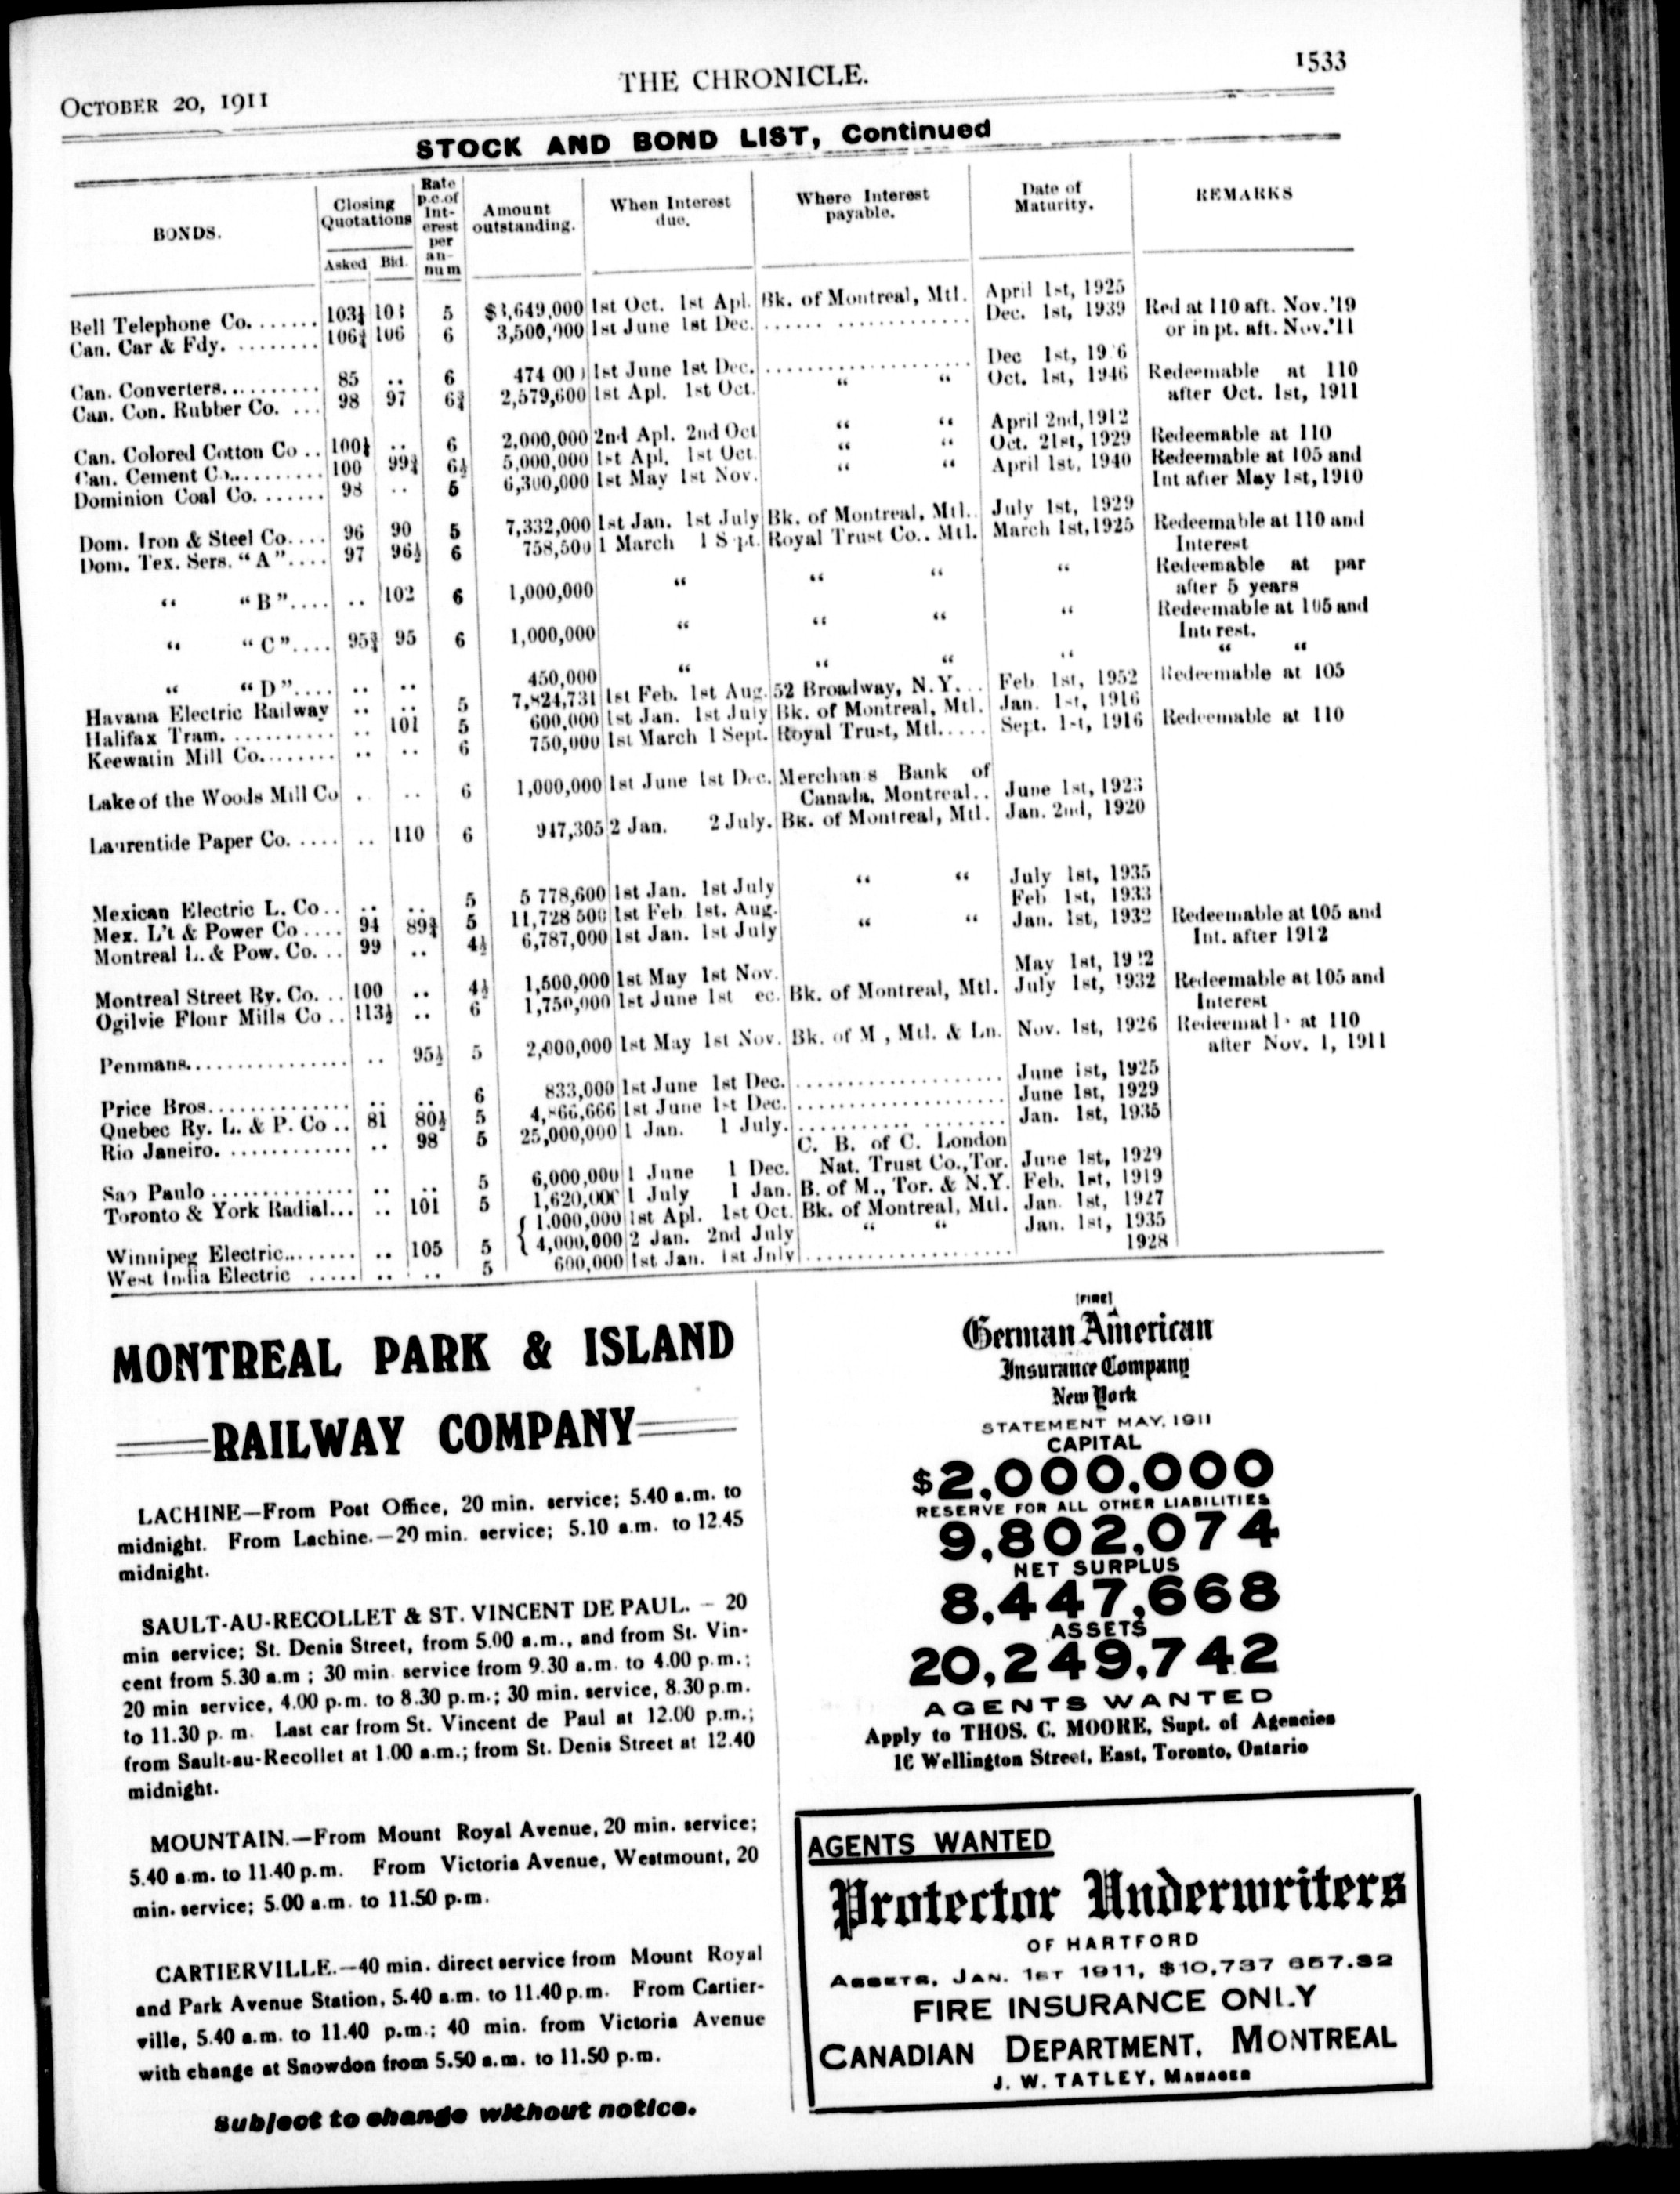 OCTOBER 20, 1911 THE CHRONICLE. 1533
STOCK AND BOND LIST, Continued
BONDS. Closing Quotations Rate p.c.of Int-erest per an-num Amount outstanding. When Interest due. Where Interest payable. Date of Maturity. REMARKS
Asked Bid.
Bell Telephone Co....... 103½ 103 5 $3,649,000 1st Oct. 1st Apl. Bk. of Montreal, Mtl. April 1st, 1925
Can. Car & Fdy. ........ 106½ 106 6 3,500,000 1st June 1st Dec. ...... ............. Dec. 1st, 1939 Red at 110 aft. Nov.'19
or in pt. aft. Nov.'11
Can. Converters........... 85 .. 6 474 00 1st June 1st Dec. ..................... Dec 1st, 19 6
Can. Con. Rubber Co. ... 98 97 2,579,600 1st Apl. 1st Oct. “ “ Oct. 1st, 1946 Redeemable at 110
after Oct. 1st, 1911
Can. Colored Cotton Co .. .. 6 2,000,000 2nd Apl. 2nd Oct “ “ April 2nd, 1912
Can. Cement Co........... 100 6½ 5,000,000 1st Apl. 1st Oct. “ “ Oct. 21st, 1929 Redeemable at 110
Dominion Coal Co. ...... 98 .. 5 6,300,000 1st May 1st Nov. “ “ April 1st, 1940 Redeemable at 105 and
Int after May 1st, 1910
Dom. Iron & Steel Co.... 96 90 5 7,332,000 1st Jan. 1st July Bk. of Montreal, Mtl.. July 1st, 1929
Dom. Tex. Sers. “A”.... 97 96½ 6 758,500 1 March 1 S pt. Royal Trust Co.. Mtl. March 1st, 1925 Redeemable at 110 and
Interest
“ “B”.... .. 102 6 1,000,000 “ “ “ “ Redeemable at par
after 5 years
“ “C”.... 95 6 1,000,000 “ “ “ “ Redeemable at 105 and
Interest.
“ “D”.... .. .. 450,000 “ “ “ “ “ “
Havana Electric Railway .. .. 5 7,824,731 1st Feb. 1st Aug. 52 Broadway, N.Y... Feb 1st, 1952 Redeemable at 105
Halifax Tram. .......... .. 101 5 600,000 1st Jan. 1st July Bk. of Montreal, Mtl. Jan. 1st, 1916
Keewatin Mill Co........ .. .. 6 750,000 1st March 1 Sept. Royal Trust, Mtl..... Sept. 1st, 1916 Redeemable at 110
Lake of the Woods Mill Co . .. 6 1,000,000 1st June 1st Dec. Merchan s Bank of
Canada, Montreal.. June 1st, 1923
Laurentide Paper Co. .... .. 110 6 947,305 2 Jan. 2 July. Bk. of Montreal, Mtl. Jan. 2nd, 1920
Mexican Electric L. Co.. .. .. 5 5 778,600 1st Jan. 1st July “ “ July 1st, 1935
Mex. L't & Power Co .... 94 5 11,728 500 1st Feb 1st. Aug. Feb 1st, 1933
Montreal L. & Pow. Co. .. 99 .. 4½ 6,787,000 1st Jan. 1st July “ “ Jan. 1st, 1932 Redeemable at 105 and
Int. after 1912
Montreal Street Ry. Co. .. 100 .. 4½ 1,500,000 1st May 1st Nov. May 1st, 19 2
Ogilvie Flour Mills Co .. 113½ .. 6 1,750,000 1st June 1st ec. Bk. of Montreal, Mtl. July 1st, 1932 Redeemable at 105 and
Interest
Penmans................ .. 95½ 5 2,000,000 1st May 1st Nov. Bk. of M , Mtl. & Ln. Nov. 1st, 1926 at 110
after Nov. 1, 1911
Price Bros.............. .. .. 6 833,000 1st June 1st Dec. ................... June 1st, 1925
Quebec Ry. L. & P. Co .. 81 80½ 5 4,866,666 1st June 1st Dec. ................... June 1st, 1929
Rio Janeiro. ............ .. 98 5 25,000,000 1 Jan. 1 July. ........... ....... Jan. 1st, 1935
C. B. of C. London
Sao Paulo .............. .. .. 5 6,000,000 1 June 1 Dec. Nat. Trust Co., Tor. June 1st, 1929
Toronto & York Radial... .. 101 5 1,620,000 1 July 1 Jan. B. of M., Tor. & N.Y. Feb. 1st, 1919
{ 1,000,000 1st Apl. 1st Oct. Bk. of Montreal, Mtl. Jan. 1st, 1927
Winnipeg Electric........ .. 105 5 4,000,000 2 Jan. 2nd July “ “ Jan. 1st, 1935
West India Electric ..... .. .. 5 600,000 1st Jan. 1st July ................... 1928
MONTREAL PARK & ISLAND
RAILWAY COMPANY
LACHINE—From Post Office, 20 min. service; 5.40 a.m. to
midnight. From Lachine.—20 min. service; 5.10 a.m. to 12.45
midnight.
SAULT-AU-RECOLLET & ST. VINCENT DE PAUL. — 20
min service; St. Denis Street, from 5.00 a.m., and from St. Vin-
cent from 5.30 a.m ; 30 min. service from 9.30 a.m. to 4.00 p.m.;
20 min service, 4.00 p.m. to 8.30 p.m.; 30 min. service, 8.30 p.m.
to 11.30 p. m. Last car from St. Vincent de Paul at 12.00 p.m.;
from Sault-au-Recollet at 1.00 a.m.; from St. Denis Street at 12.40
midnight.
MOUNTAIN.—From Mount Royal Avenue, 20 min. service;
5.40 a.m. to 11.40 p.m. From Victoria Avenue, Westmount, 20
min. service; 5.00 a.m. to 11.50 p.m.
CARTIERVILLE.—40 min. direct service from Mount Royal
and Park Avenue Station, 5.40 a.m. to 11.40 p.m. From Cartier-
ville, 5.40 a.m. to 11.40 p.m.; 40 min. from Victoria Avenue
with change at Snowdon from 5.50 a.m. to 11.50 p.m.
Subject to change without notice.
[FIRE]
German American
Insurance Company
New York
STATEMENT MAY, 1911
CAPITAL
$2,000,000
RESERVE FOR ALL OTHER LIABILITIES
9,802,074
NET SURPLUS
8,447,668
ASSETS
20,249,742
AGENTS WANTED
Apply to THOS. C. MOORE, Supt. of Agencies
16 Wellington Street, East, Toronto, Ontario
AGENTS WANTED
Protector Underwriters
OF HARTFORD
ASSETS, JAN. 1ST 1911, $10,737 857.32
FIRE INSURANCE ONLY
CANADIAN DEPARTMENT, MONTREAL
J. W. TATLEY, MANAGER